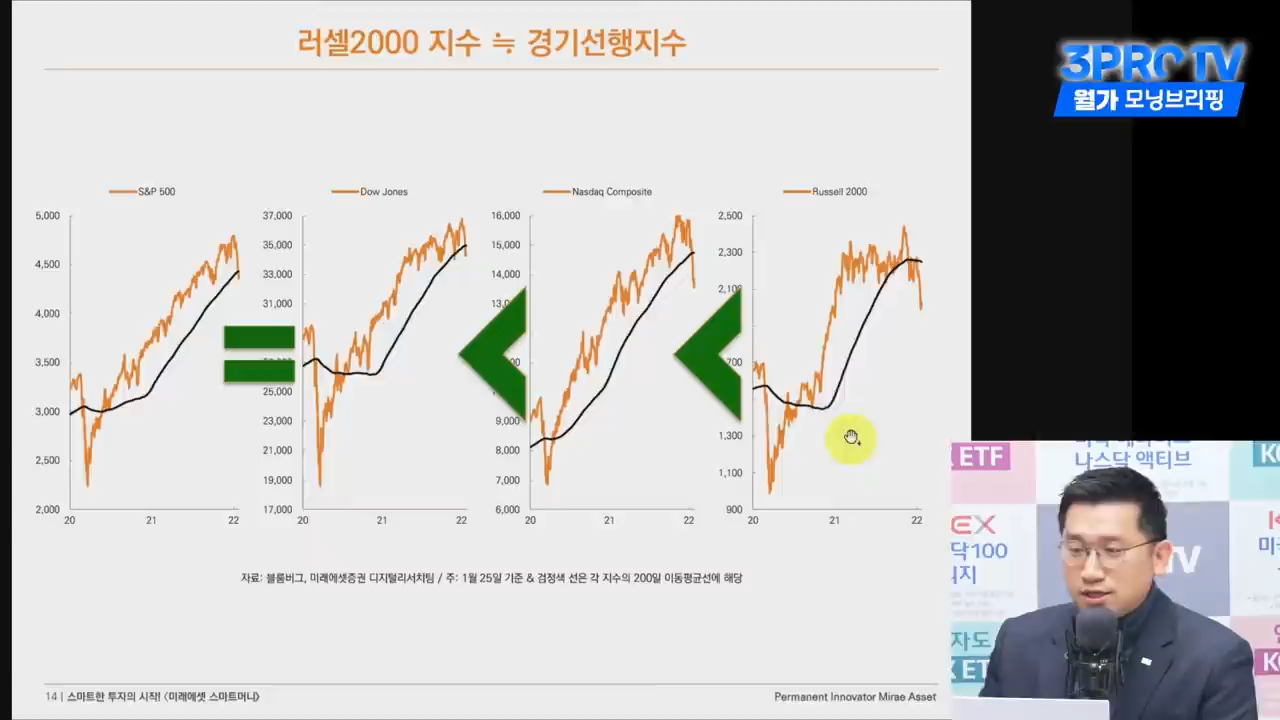 러셀2000 지수 ≒ 경기선행지수
3PRO TV
월가 모닝브리핑
S&P 500
5,000
4,500
4,000
3,500
3,000
2,500
2,000
20 21 22
Dow Jones
37,000
35,000
33,000
31,000
25,000
23,000
21,000
19,000
17,000
20 21 22
Nasdaq Composite
16,000
15,000
14,000
9,000
8,000
7,000
6,000
20 21 22
Russell 2000
2,500
2,300
2,100
1,300
1,100
900
20 21 22
자료: 블룸버그, 미래에셋증권 디지털리서치팀 / 주: 1월 25일 기준 & 검정색 선은 각 지수의 200일 이동평균선에 해당
14 | 스마트한 투자의 시작! <미래에셋 스마트머니>
Permanent Innovator Mirae Asset
ETF
나스닥 액티브
닥100
TV